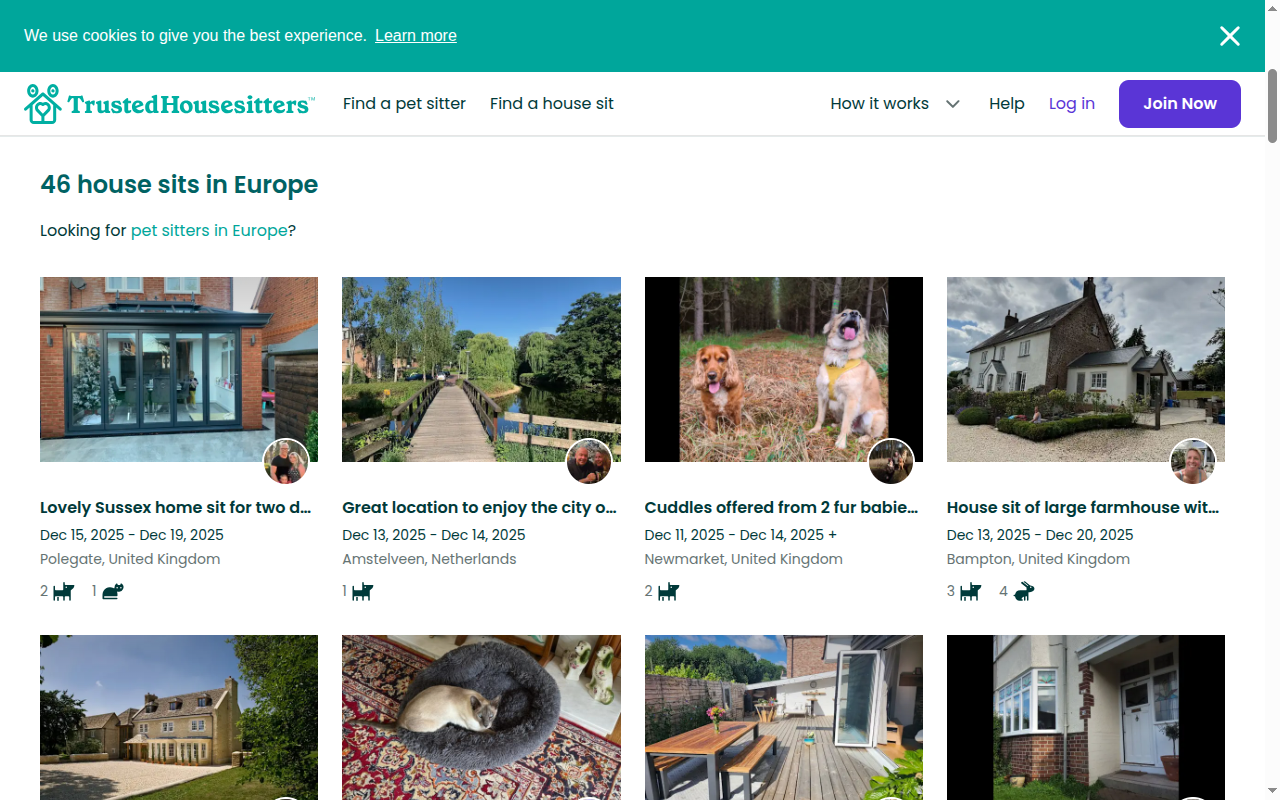 We use cookies to give you the best experience. Learn more
TrustedHousesitters™
Find a pet sitter
Find a house sit
How it works
Help
Log in
Join Now
46 house sits in Europe
Looking for pet sitters in Europe?
Lovely Sussex home sit for two d...
Dec 15, 2025 - Dec 19, 2025
Polegate, United Kingdom
2
1
Great location to enjoy the city o...
Dec 13, 2025 - Dec 14, 2025
Amstelveen, Netherlands
1
Cuddles offered from 2 fur babie...
Dec 11, 2025 - Dec 14, 2025 +
Newmarket, United Kingdom
2
House sit of large farmhouse wit...
Dec 13, 2025 - Dec 20, 2025
Bampton, United Kingdom
3
4